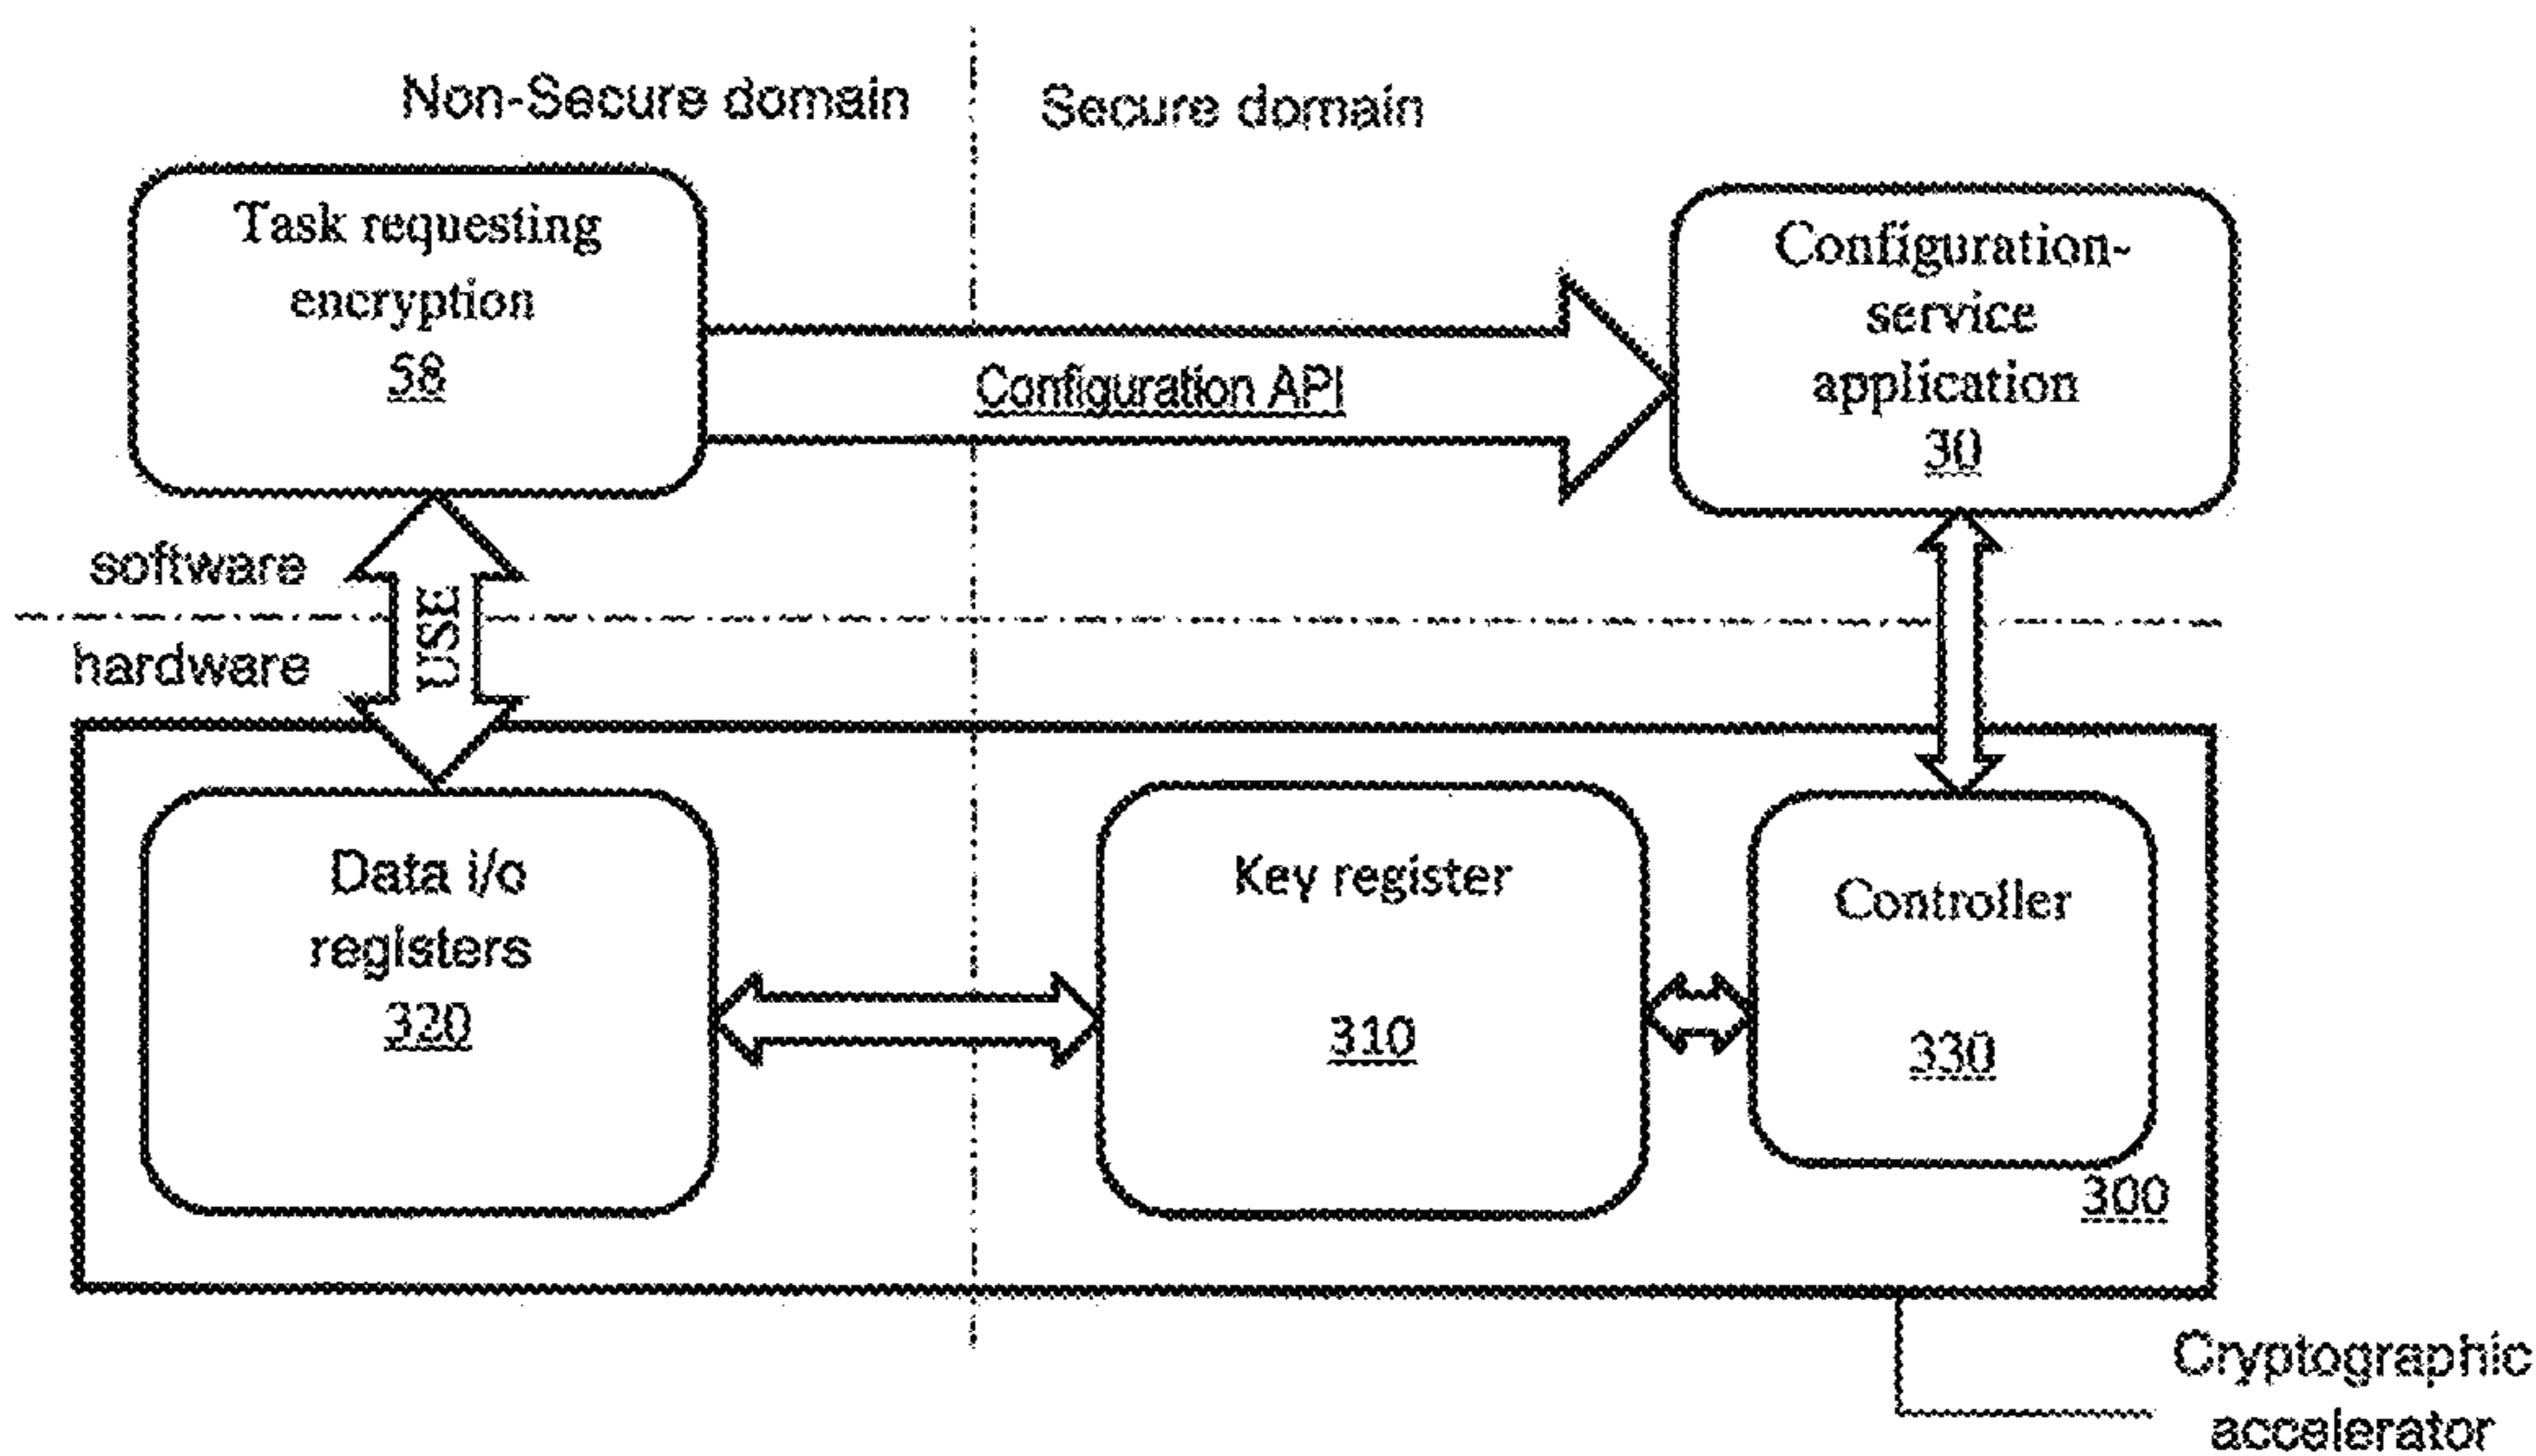 Non-Secure domain
Secure domain
Task requesting
encryption
58
Configuration-
service
application
30
Configuration API
software
USE
hardware
Data i/o
registers
320
Key register
310
Controller
330
300
Cryptographic
accelerator